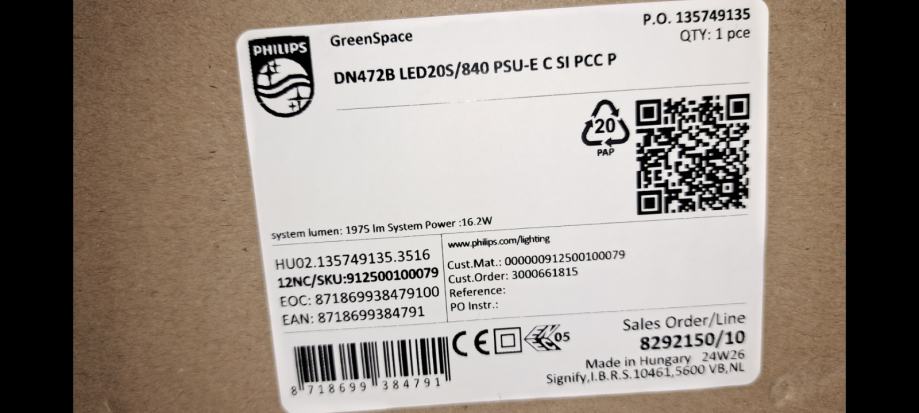 PHILIPS
GreenSpace
P.O. 135749135
QTY: 1 pce
DN472B LED20S/840 PSU-E C SI PCC P
20
PAP
system lumen: 1975 lm System Power :16.2W
HU02.135749135.3516
12NC/SKU:912500100079
EOC: 871869938479100
EAN: 8718699384791
www.philips.com/lighting
Cust.Mat.: 000000912500100079
Cust.Order: 3000661815
Reference:
PO Instr.:
8 718699 384791
CE
05
Sales Order/Line
8292150/10
Made in Hungary 24W26
Signify,I.B.R.S.10461,5600 VB,NL